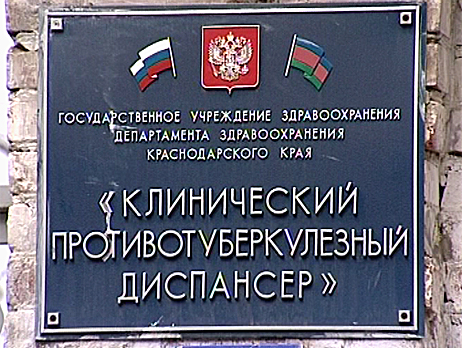 ГОСУДАРСТВЕННОЕ УЧРЕЖДЕНИЕ ЗДРАВООХРАНЕНИЯ
ДЕПАРТАМЕНТА ЗДРАВООХРАНЕНИЯ
КРАСНОДАРСКОГО КРАЯ
«КЛИНИЧЕСКИЙ
ПРОТИВОТУБЕРКУЛЕЗНЫЙ
ДИСПАНСЕР»